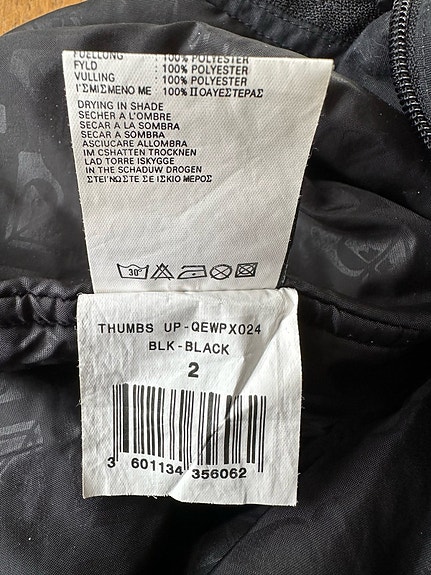 FUELLUNG : 100% POLYESTER
FYLD : 100% POLYESTER
VULLING : 100% POLYESTER
Γ'ΣΜΙΣΜΕΝΟ ΜΕ : 100% ΠΟΛΥΕΣΤΕΡΑΣ
DRYING IN SHADE
SECHER A L'OMBRE
SECAR A LA SOMBRA
SECAR A SOMBRA
ASCIUCARE ALLOMBRA
IM CSHATTEN TROCKNEN
LAD TORRE ISKYGGE
IN THE SCHADUW DROGEN
ΣΤΕΓΝΩΣΤΕ ΣΕ ΙΣΚΙΟ ΜΕΡΟΣ
30°
THUMBS UP-QEWPX024
BLK-BLACK
2
3 601134 356062